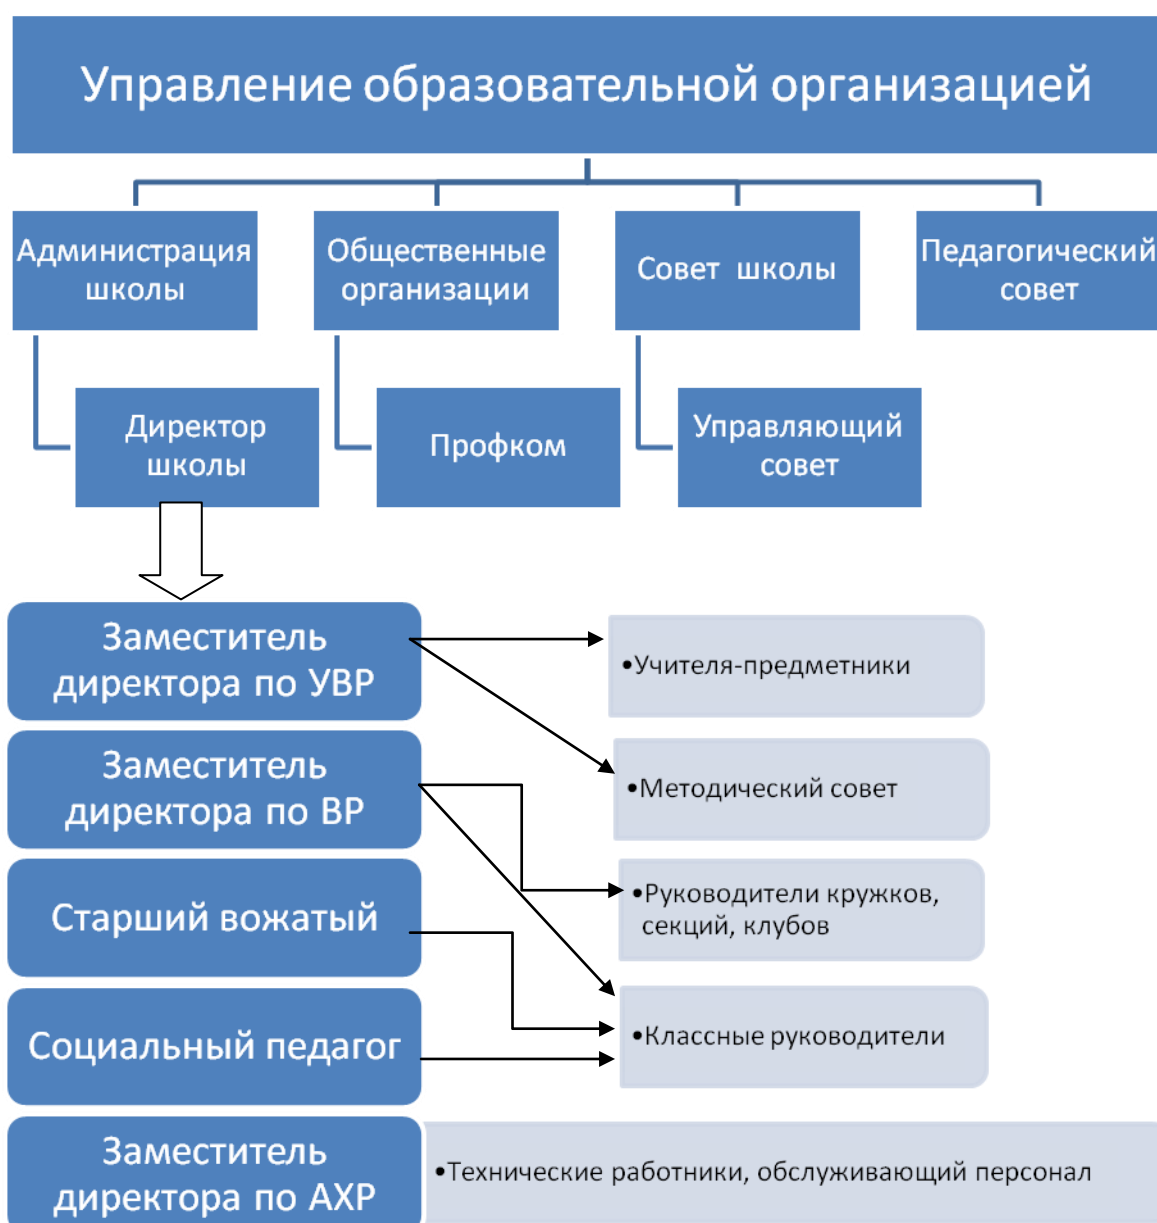 Управление образовательной организацией
Администрация
школы
Общественные
организации
Совет школы
Педагогический
совет
Директор
школы
Профком
Управляющий
совет
Заместитель
директора по УВР
•Учителя-предметники
Заместитель
директора по ВР
•Методический совет
Старший вожатый
•Руководители кружков,
секций, клубов
Социальный педагог
•Классные руководители
Заместитель
директора по АХР
•Технические работники, обслуживающий персонал